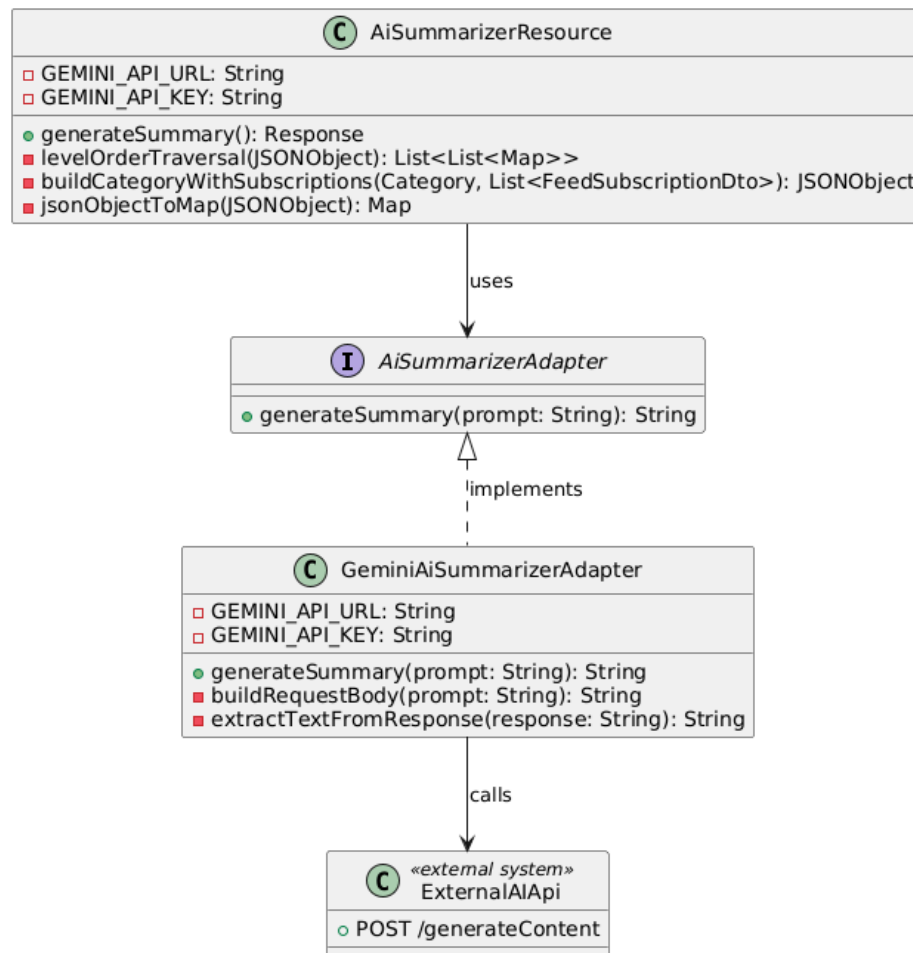 C AiSummarizerResource
GEMINI_API_URL: String
GEMINI_API_KEY: String
generateSummary(): Response
levelOrderTraversal(JSONObject): List<List<Map>>
buildCategoryWithSubscriptions(Category, List<FeedSubscriptionDto>): JSONObject
jsonObjectToMap(JSONObject): Map
uses
I AiSummarizerAdapter
generateSummary(prompt: String): String
implements
C GeminiAiSummarizerAdapter
GEMINI_API_URL: String
GEMINI_API_KEY: String
generateSummary(prompt: String): String
buildRequestBody(prompt: String): String
extractTextFromResponse(response: String): String
calls
C «external system»
ExternalAIApi
POST /generateContent